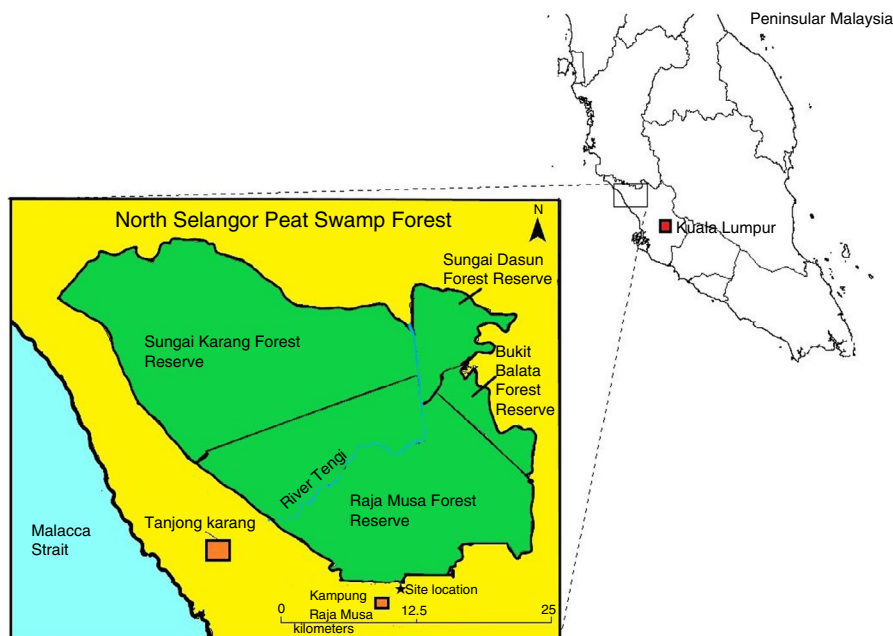 Peninsular Malaysia
Kuala Lumpur
North Selangor Peat Swamp Forest
N
Sungai Dasun
Forest Reserve
Sungai Karang Forest
Reserve
Bukit
Balata
Forest
Reserve
River Tengi
Raja Musa Forest
Reserve
Malacca
Strait
Tanjong karang
Site location
Kampung
Raja Musa
0
12.5
25
kilometers